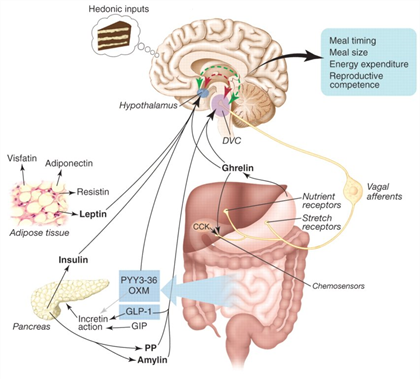 Hedonic inputs
Meal timing
Meal size
Energy expenditure
Reproductive
competence
Hypothalamus
DVC
Visfatin
Adiponectin
Resistin
Leptin
Adipose tissue
Ghrelin
Nutrient
receptors
Vagal
afferents
Stretch
receptors
CCK
Chemosensors
Insulin
PYY3-36
OXM
GLP-1
Incretin
action
GIP
Pancreas
PP
Amylin